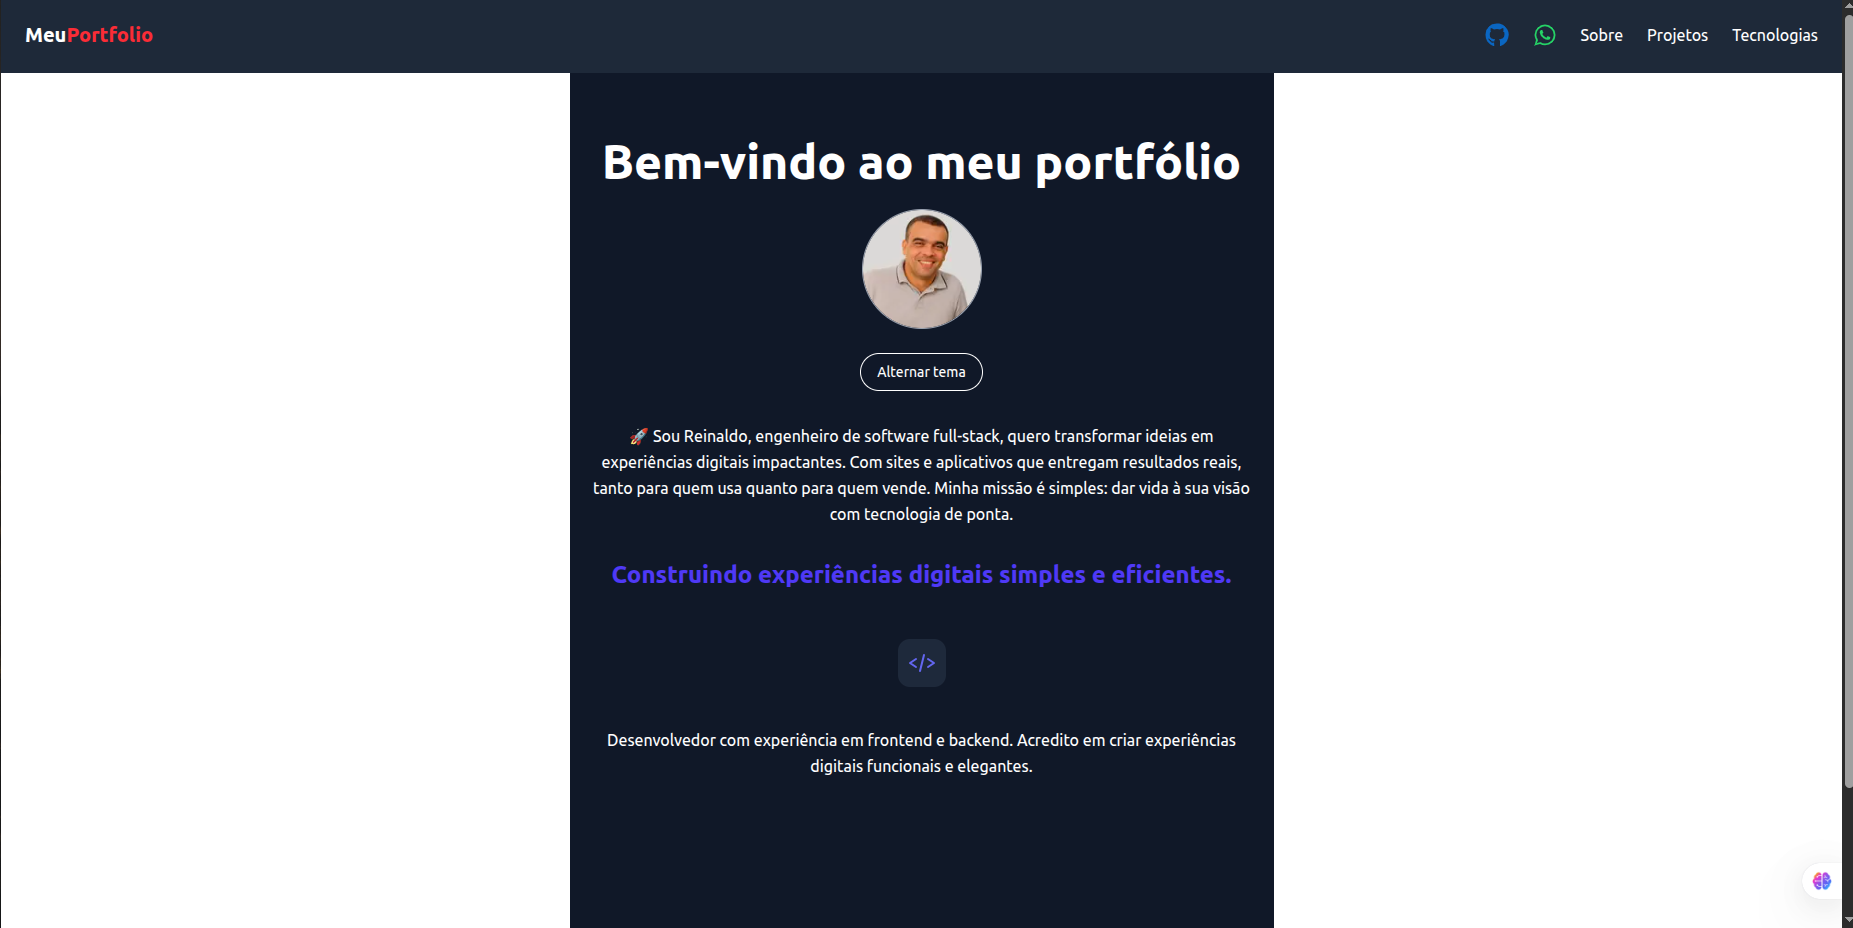 MeuPortfolio
Sobre Projetos Tecnologias
Bem-vindo ao meu portfólio
Alternar tema
🚀 Sou Reinaldo, engenheiro de software full-stack, quero transformar ideias em
experiências digitais impactantes. Com sites e aplicativos que entregam resultados reais,
tanto para quem usa quanto para quem vende. Minha missão é simples: dar vida à sua visão
com tecnologia de ponta.
Construindo experiências digitais simples e eficientes.
</>
Desenvolvedor com experiência em frontend e backend. Acredito em criar experiências
digitais funcionais e elegantes.